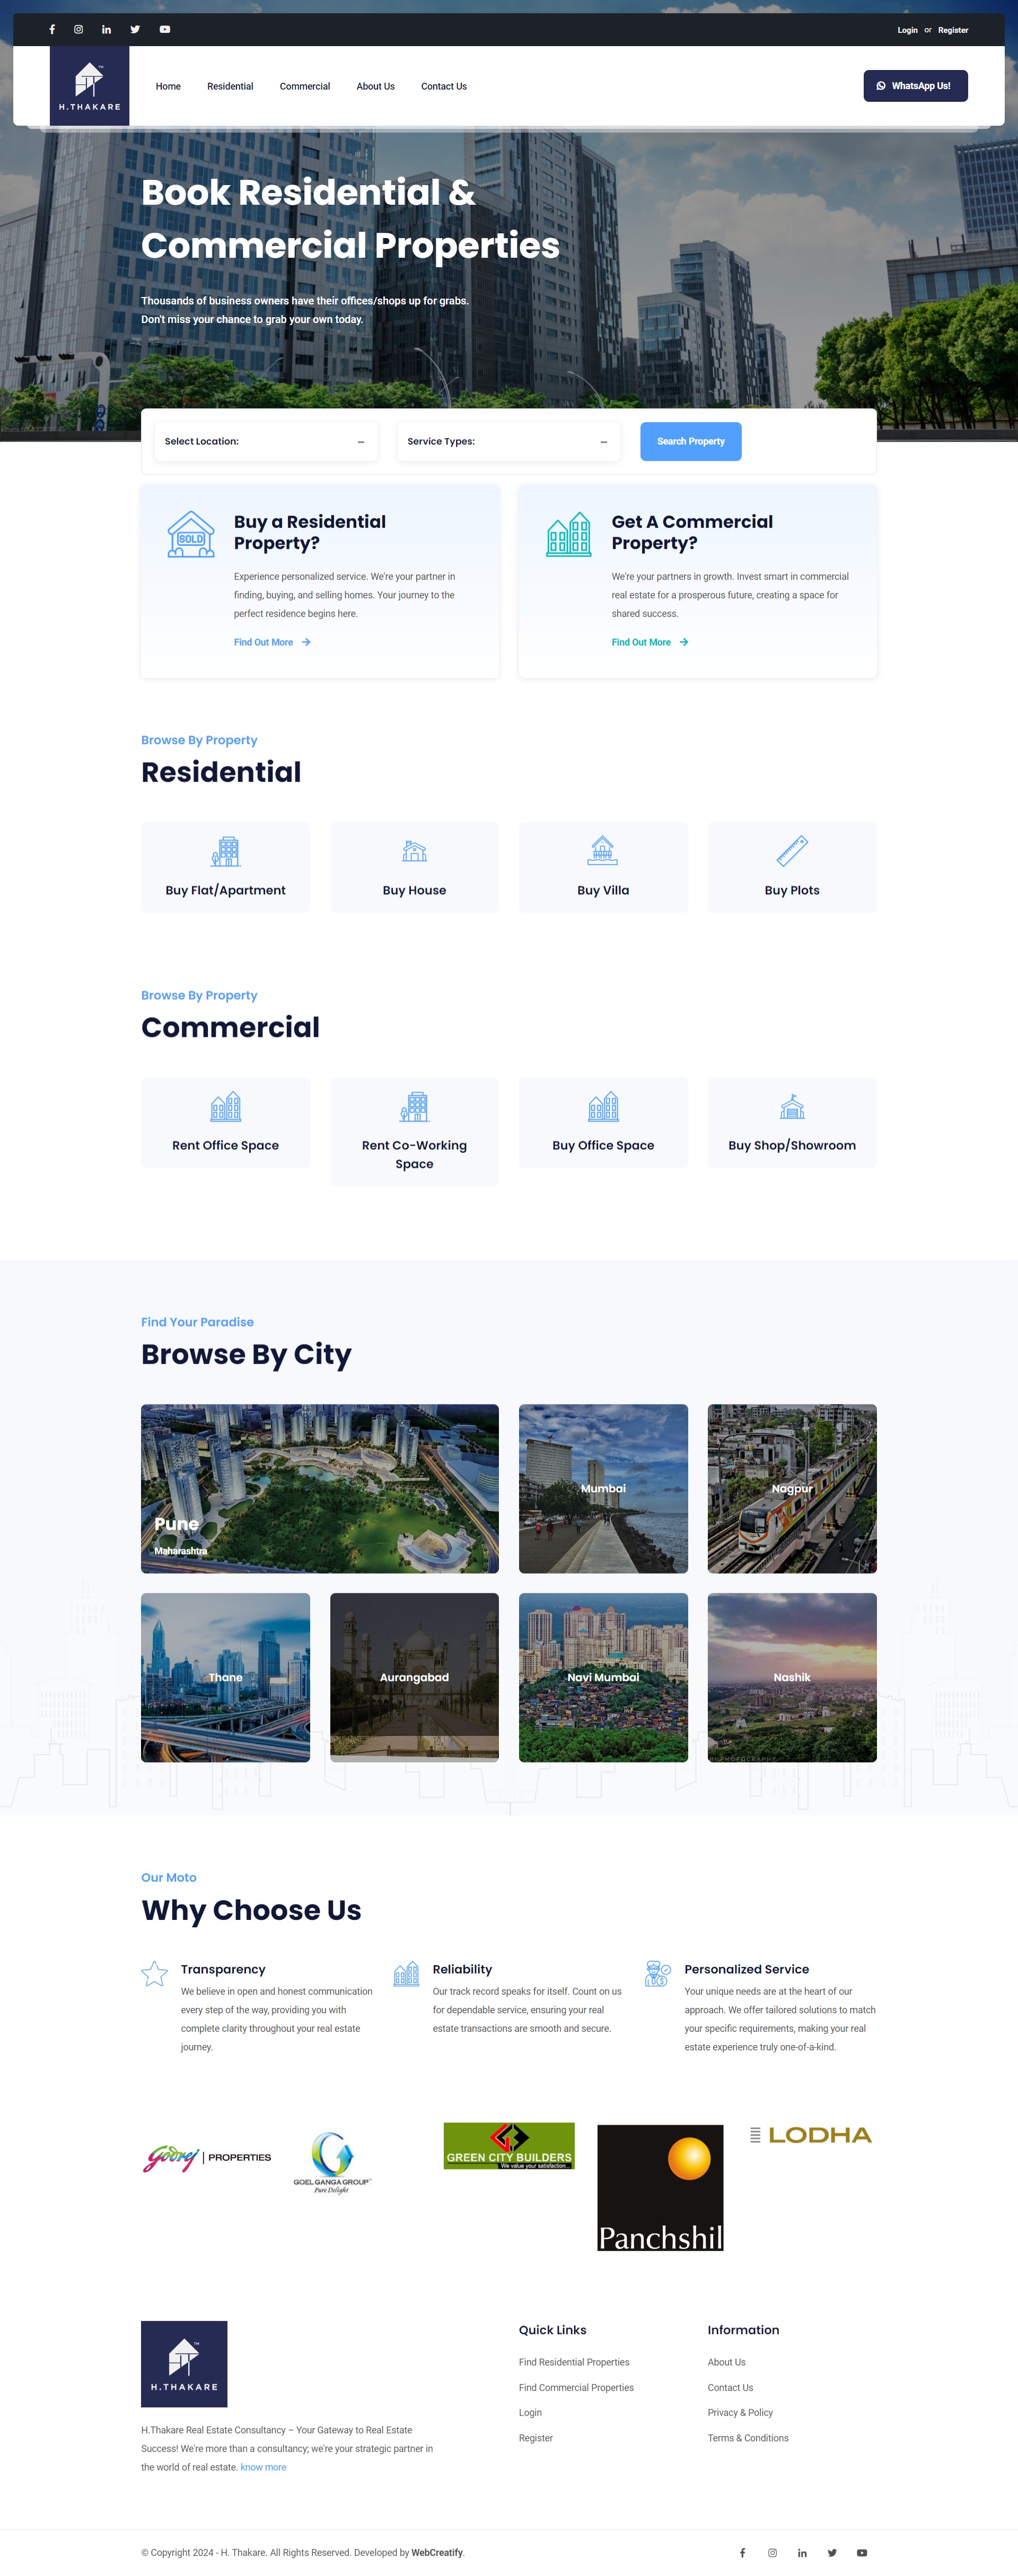 Login or Register
TM
H.THAKARE
Home Residential Commercial About Us Contact Us
WhatsApp Us!
Book Residential &
Commercial Properties
Thousands of business owners have their offices/shops up for grabs.
Don't miss your chance to grab your own today.
Select Location:
Service Types:
Search Property
SOLD
Buy a Residential
Property?
Experience personalized service. We're your partner in
finding, buying, and selling homes. Your journey to the
perfect residence begins here.
Find Out More
Get A Commercial
Property?
We're your partners in growth. Invest smart in commercial
real estate for a prosperous future, creating a space for
shared success.
Find Out More
Browse By Property
Residential
Buy Flat/Apartment
Buy House
Buy Villa
Buy Plots
Browse By Property
Commercial
Rent Office Space
Rent Co-Working
Space
Buy Office Space
Buy Shop/Showroom
Find Your Paradise
Browse By City
Pune
Maharashtra
Mumbai
Nagpur
Thane
Aurangabad
Navi Mumbai
Nashik
PHOTOGRAPHY
Our Moto
Why Choose Us
Transparency
We believe in open and honest communication
every step of the way, providing you with
complete clarity throughout your real estate
journey.
Reliability
Our track record speaks for itself. Count on us
for dependable service, ensuring your real
estate transactions are smooth and secure.
Personalized Service
Your unique needs are at the heart of our
approach. We offer tailored solutions to match
your specific requirements, making your real
estate experience truly one-of-a-kind.
Godrej | PROPERTIES
GOEL GANGA GROUP™
Pure Delight
GREEN CITY BUILDERS
We value your satisfaction...
Panchshil
LODHA
TM
H.THAKARE
H.Thakare Real Estate Consultancy – Your Gateway to Real Estate
Success! We're more than a consultancy; we're your strategic partner in
the world of real estate. know more
Quick Links
Find Residential Properties
Find Commercial Properties
Login
Register
Information
About Us
Contact Us
Privacy & Policy
Terms & Conditions
© Copyright 2024 - H. Thakare. All Rights Reserved. Developed by WebCreatify.